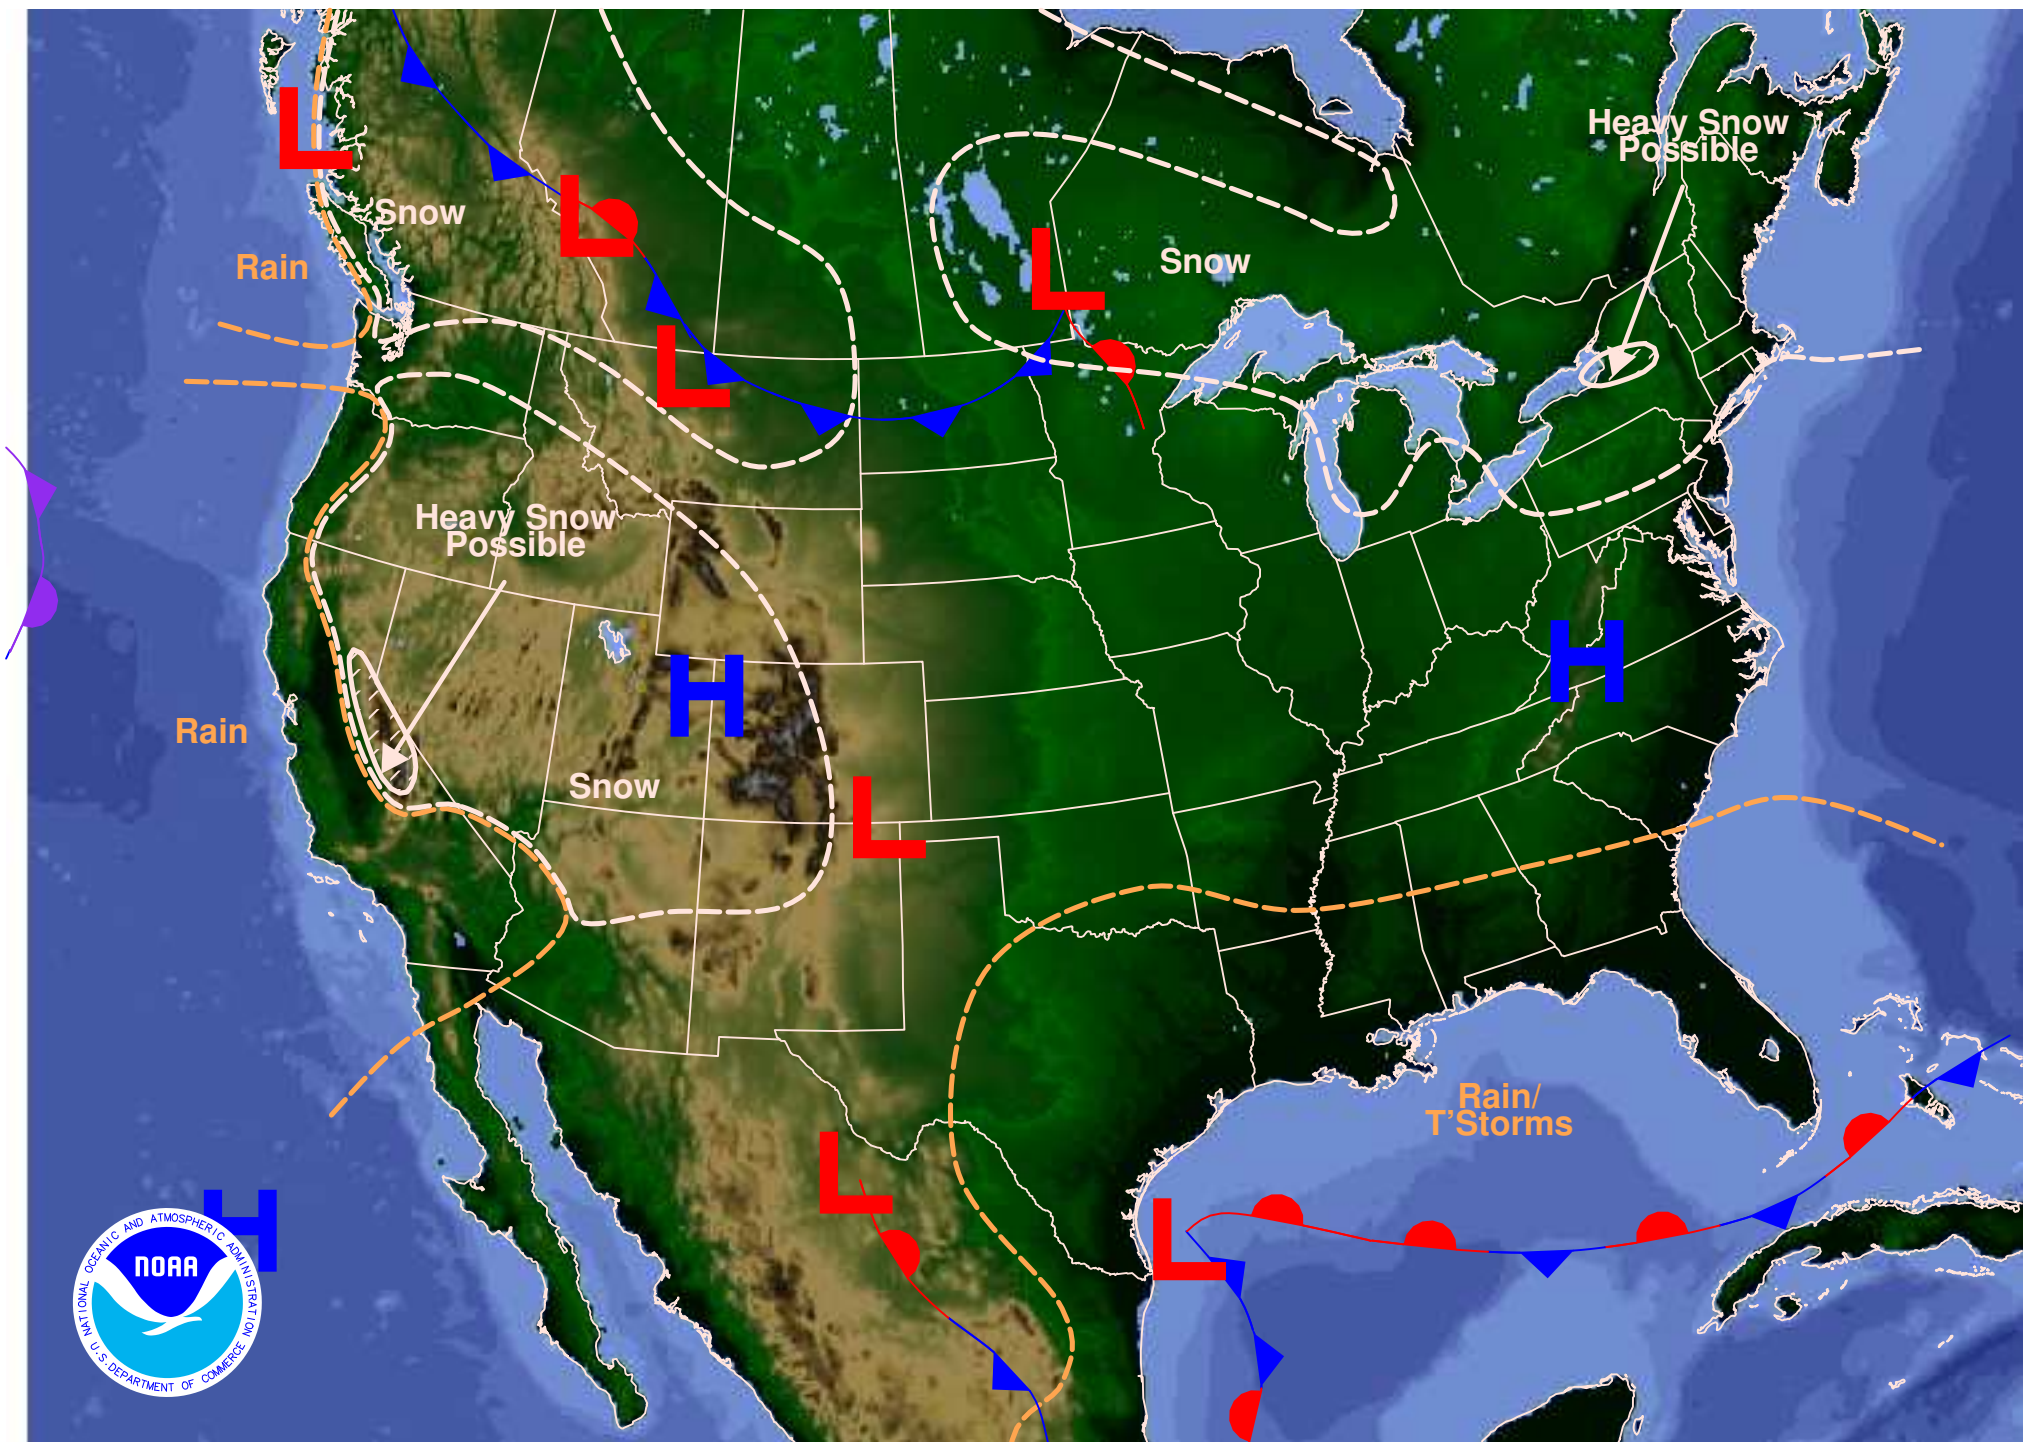 Heavy Snow
Possible
L
Snow
L
Rain
L
Snow
L
Heavy Snow
Possible
H
H
Rain
Snow
L
Rain/
T'Storms
L
L
H
NATIONAL OCEANIC AND ATMOSPHERIC ADMINISTRATION
NOAA
U.S. DEPARTMENT OF COMMERCE